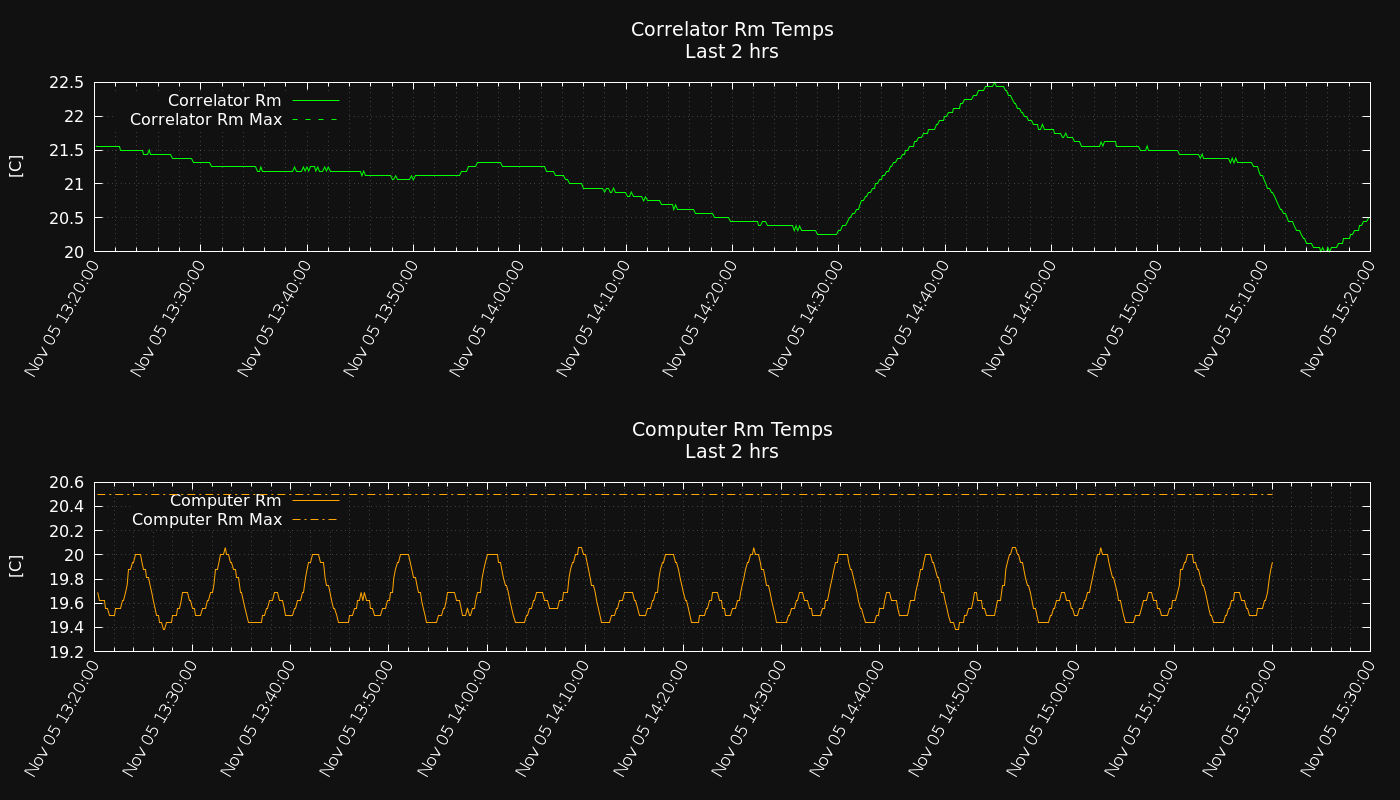 Correlator Rm Temps
Last 2 hrs
22.5
22
21.5
21
20.5
20
[C]
Correlator Rm
Correlator Rm Max
Nov 05 13:20:00
Nov 05 13:30:00
Nov 05 13:40:00
Nov 05 13:50:00
Nov 05 14:00:00
Nov 05 14:10:00
Nov 05 14:20:00
Nov 05 14:30:00
Nov 05 14:40:00
Nov 05 14:50:00
Nov 05 15:00:00
Nov 05 15:10:00
Nov 05 15:20:00
Computer Rm Temps
Last 2 hrs
20.6
20.4
20.2
20
19.8
19.6
19.4
19.2
[C]
Computer Rm
Computer Rm Max
Nov 05 13:20:00
Nov 05 13:30:00
Nov 05 13:40:00
Nov 05 13:50:00
Nov 05 14:00:00
Nov 05 14:10:00
Nov 05 14:20:00
Nov 05 14:30:00
Nov 05 14:40:00
Nov 05 14:50:00
Nov 05 15:00:00
Nov 05 15:10:00
Nov 05 15:20:00
Nov 05 15:30:00